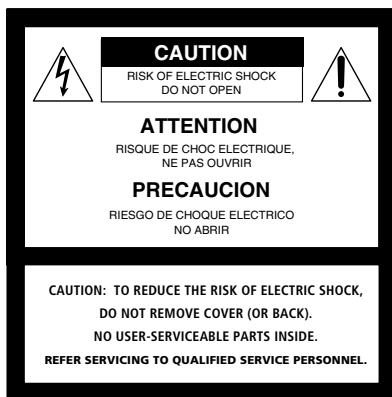 CAUTION
RISK OF ELECTRIC SHOCK
DO NOT OPEN
ATTENTION
RISQUE DE CHOC ELECTRIQUE,
NE PAS OUVRIR
PRECAUCION
RIESGO DE CHOQUE ELECTRICO
NO ABRIR
CAUTION: TO REDUCE THE RISK OF ELECTRIC SHOCK,
DO NOT REMOVE COVER (OR BACK).
NO USER-SERVICEABLE PARTS INSIDE.
REFER SERVICING TO QUALIFIED SERVICE PERSONNEL.